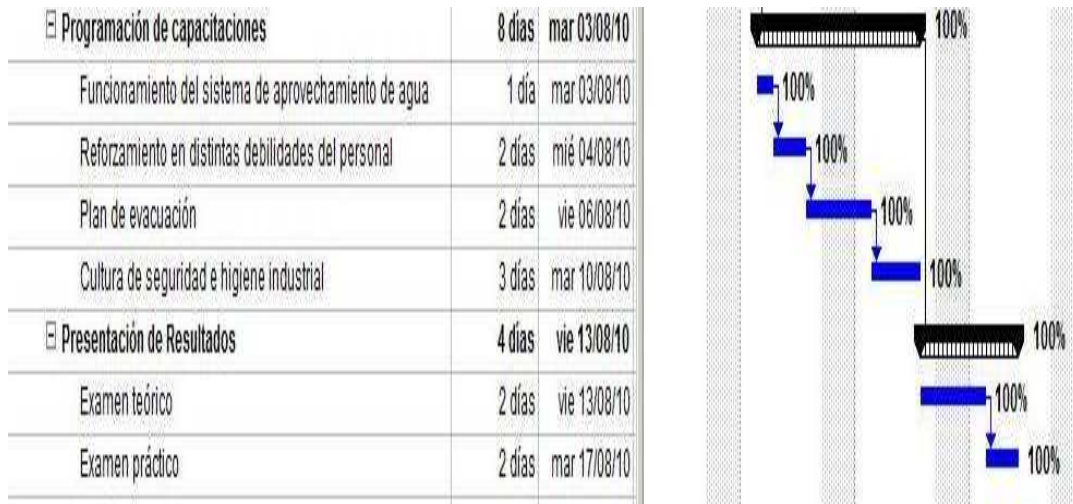 Programación de capacitaciones 8 días mar 03/08/10 100%
Funcionamiento del sistema de aprovechamiento de agua 1 día mar 03/08/10 100%
Reforzamiento en distintas debilidades del personal 2 días mié 04/08/10 100%
Plan de evacuación 2 días vie 06/08/10 100%
Cultura de seguridad e higiene industrial 3 días mar 10/08/10 100%
Presentación de Resultados 4 días vie 13/08/10 100%
Examen teórico 2 días vie 13/08/10 100%
Examen práctico 2 días mar 17/08/10 100%